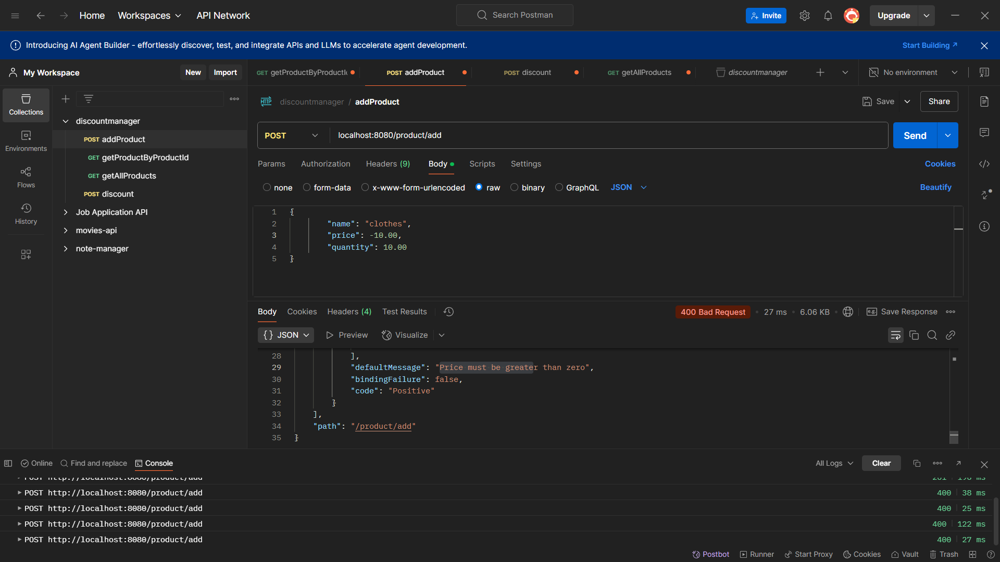 Home Workspaces API Network Search Postman Invite Upgrade
Introducing AI Agent Builder - effortlessly discover, test, and integrate APIs and LLMs to accelerate agent development. Start Building
My Workspace New Import
GET getProductByProductI POST addProduct POST discount GET getAllProducts discountmanager No environment
Collections
Environments
Flows
History
discountmanager
POST addProduct
GET getProductByProductId
GET getAllProducts
POST discount
Job Application API
movies-api
note-manager
HTTP discountmanager / addProduct Save Share
POST localhost:8080/product/add Send
Params Authorization Headers (9) Body Scripts Settings Cookies
none form-data x-www-form-urlencoded raw binary GraphQL JSON Beautify
1 {
2 "name": "clothes",
3 "price": -10.00,
4 "quantity": 10.00
5 }
Body Cookies Headers (4) Test Results 400 Bad Request 27 ms 6.06 KB e.g. Save Response
{} JSON Preview Visualize
28 ],
29 "defaultMessage": "Price must be greater than zero",
30 "bindingFailure": false,
31 "code": "Positive"
32 }
33 ],
34 "path": "/product/add"
35 }
Online Find and replace Console All Logs Clear
POST http://localhost:8080/product/add 201 196 ms
POST http://localhost:8080/product/add 400 38 ms
POST http://localhost:8080/product/add 400 25 ms
POST http://localhost:8080/product/add 400 122 ms
POST http://localhost:8080/product/add 400 27 ms
Postbot Runner Start Proxy Cookies Vault Trash